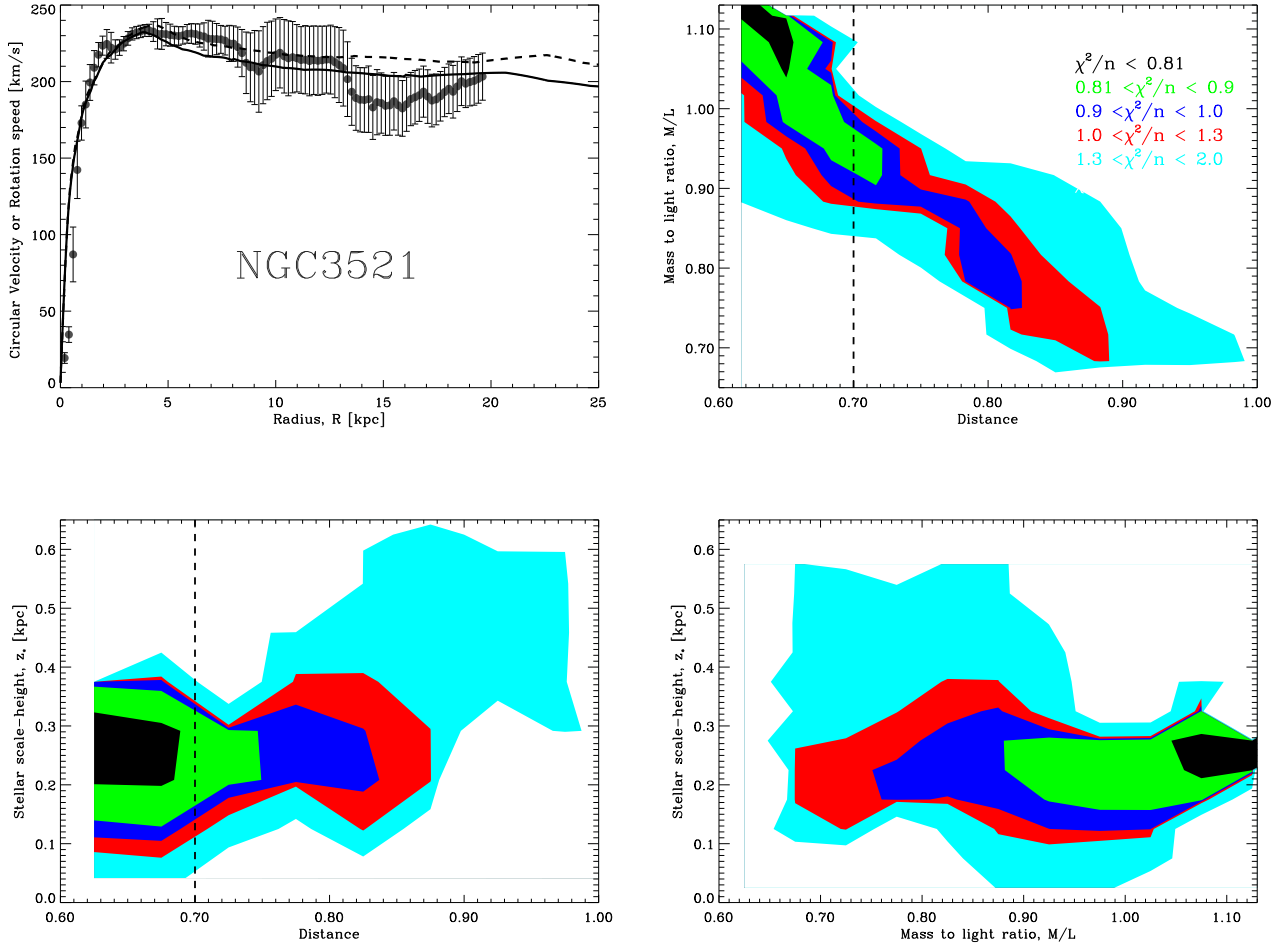 250
200
150
100
50
0
0 5 10 15 20 25
Circular Velocity or Rotation speed [km/s]
Radius, R [kpc]
NGC3521
1.10
1.00
0.90
0.80
0.70
0.60 0.70 0.80 0.90 1.00
Mass to light ratio, M/L
Distance
χ²/n < 0.81
0.81 <χ²/n < 0.9
0.9 <χ²/n < 1.0
1.0 <χ²/n < 1.3
1.3 <χ²/n < 2.0
0.6
0.5
0.4
0.3
0.2
0.1
0.0
0.60 0.70 0.80 0.90 1.00
Stellar scale-height, z* [kpc]
Distance
0.6
0.5
0.4
0.3
0.2
0.1
0.0
0.60 0.70 0.80 0.90 1.00 1.10
Stellar scale-height, z* [kpc]
Mass to light ratio, M/L